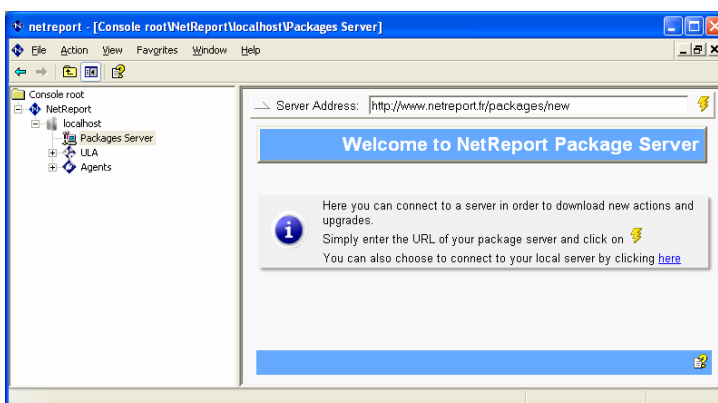 netreport - [Console root\NetReport\localhost\Packages Server]
File Action View Favorites Window Help
Console root
NetReport
localhost
Packages Server
ULA
Agents
Server Address: http://www.netreport.fr/packages/new
Welcome to NetReport Package Server
Here you can connect to a server in order to download new actions and
upgrades.
Simply enter the URL of your package server and click on
You can also choose to connect to your local server by clicking here